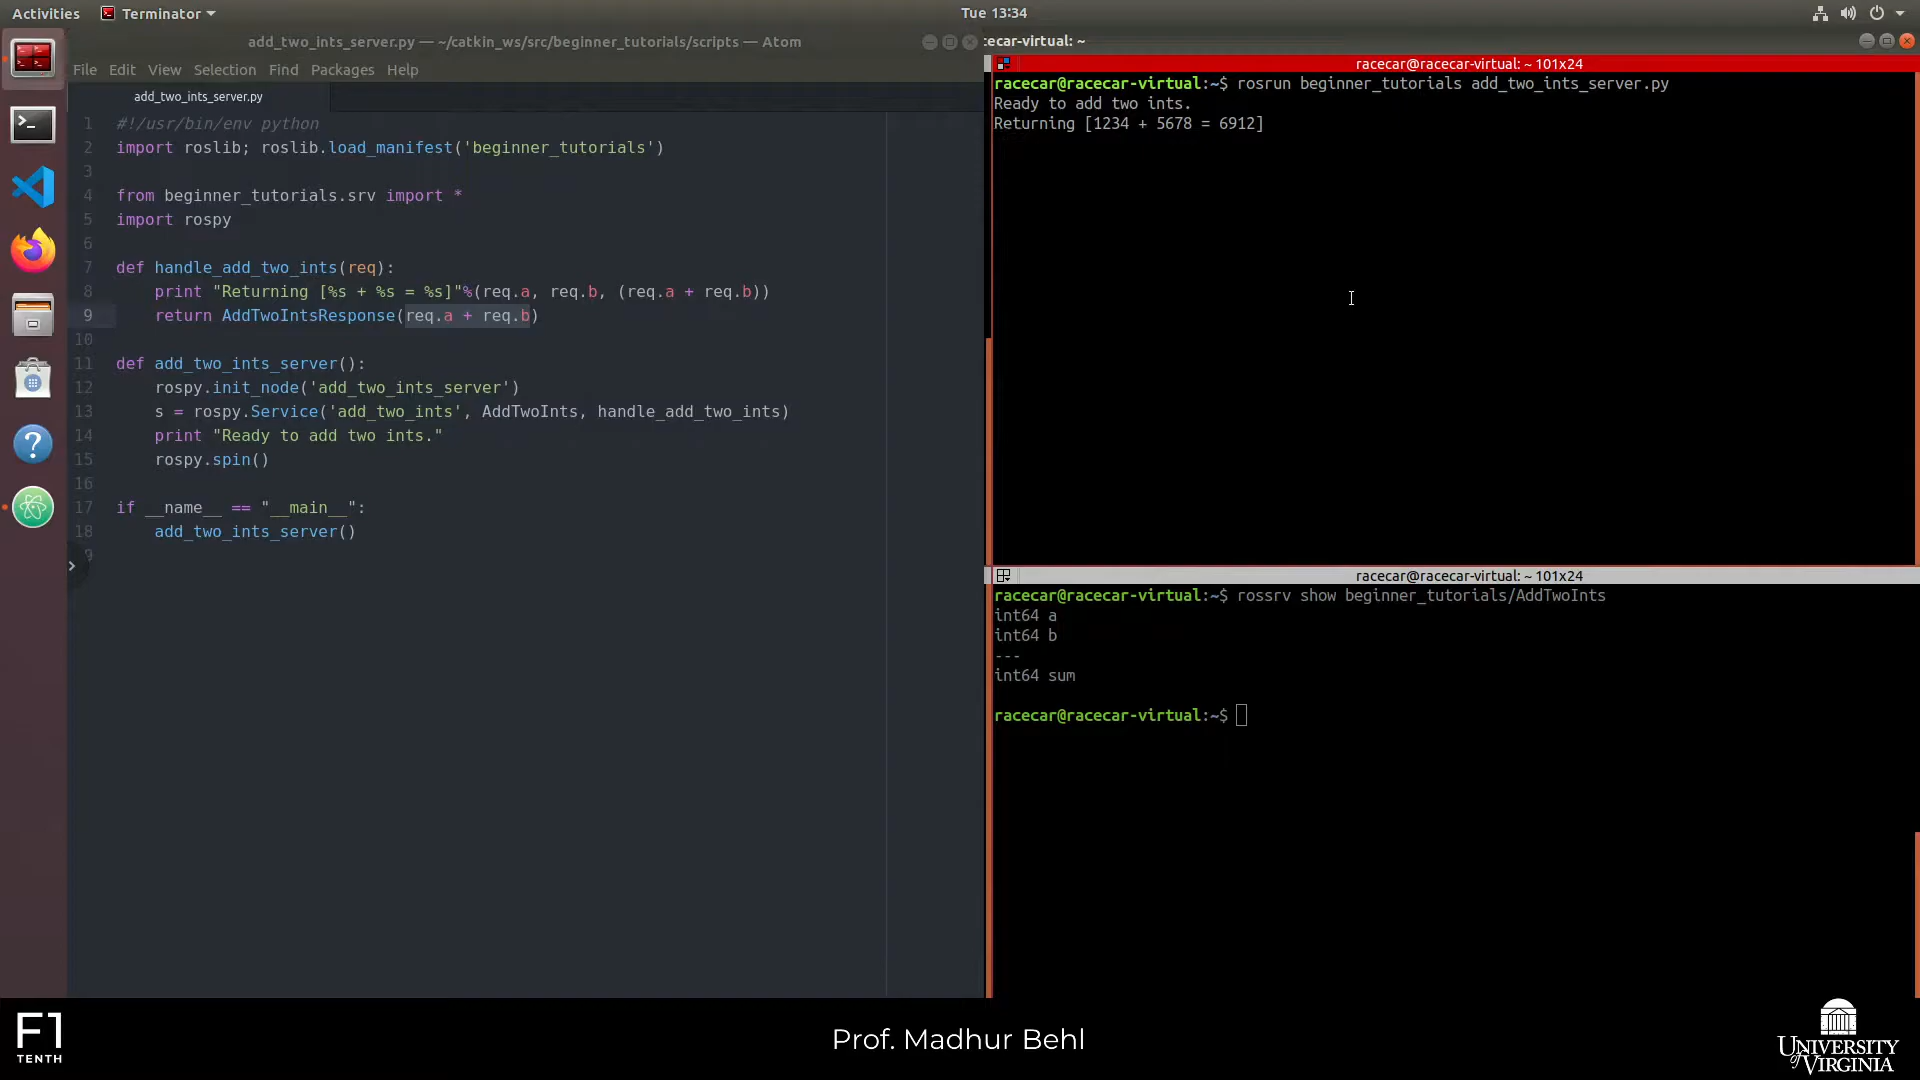 Activities Terminator Tue 13:34
add_two_ints_server.py — ~/catkin_ws/src/beginner_tutorials/scripts — Atom
File Edit View Selection Find Packages Help
add_two_ints_server.py
1 #!/usr/bin/env python
2 import roslib; roslib.load_manifest('beginner_tutorials')
3
4 from beginner_tutorials.srv import *
5 import rospy
6
7 def handle_add_two_ints(req):
8     print "Returning [%s + %s = %s]"%(req.a, req.b, (req.a + req.b))
9     return AddTwoIntsResponse(req.a + req.b)
10
11 def add_two_ints_server():
12     rospy.init_node('add_two_ints_server')
13     s = rospy.Service('add_two_ints', AddTwoInts, handle_add_two_ints)
14     print "Ready to add two ints."
15     rospy.spin()
16
17 if __name__ == "__main__":
18     add_two_ints_server()
9
cecar-virtual: ~
racecar@racecar-virtual: ~ 101x24
racecar@racecar-virtual:~$ rosrun beginner_tutorials add_two_ints_server.py
Ready to add two ints.
Returning [1234 + 5678 = 6912]
racecar@racecar-virtual: ~ 101x24
racecar@racecar-virtual:~$ rossrv show beginner_tutorials/AddTwoInts
int64 a
int64 b
---
int64 sum
racecar@racecar-virtual:~$
F1
TENTH
Prof. Madhur Behl
UNIVERSITY
of VIRGINIA